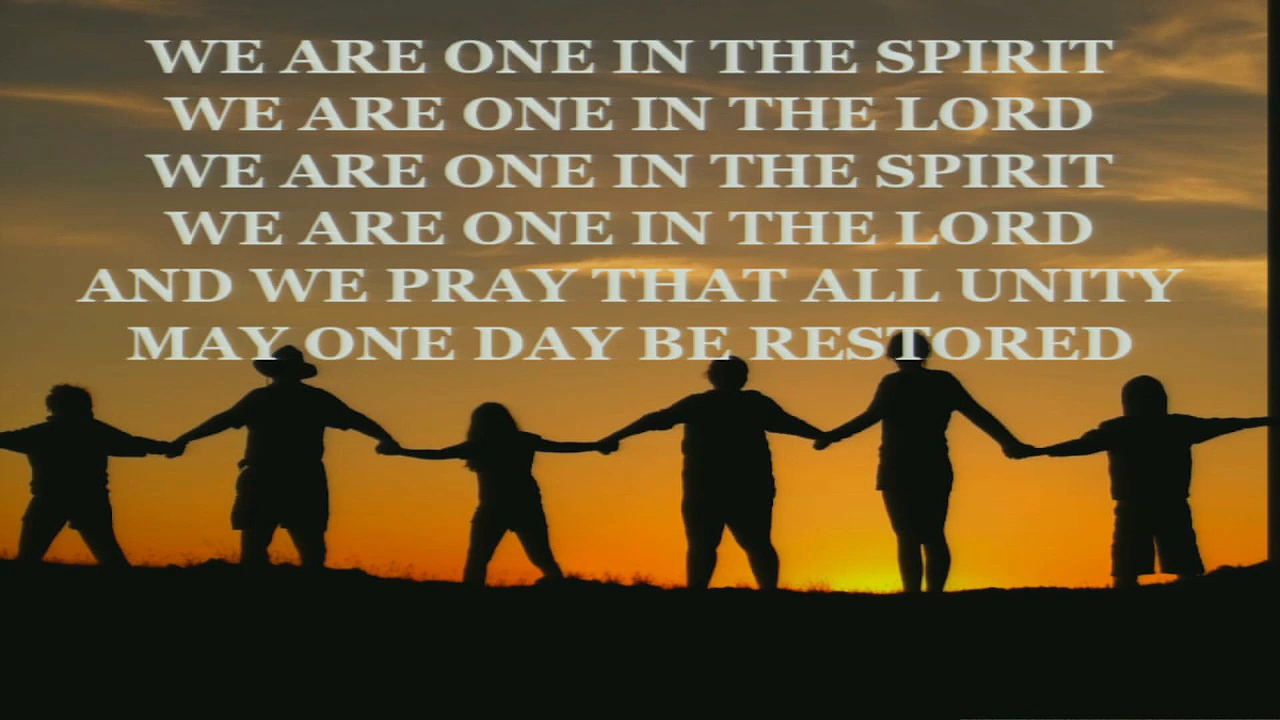 WE ARE ONE IN THE SPIRIT
WE ARE ONE IN THE LORD
WE ARE ONE IN THE SPIRIT
WE ARE ONE IN THE LORD
AND WE PRAY THAT ALL UNITY
MAY ONE DAY BE RESTORED